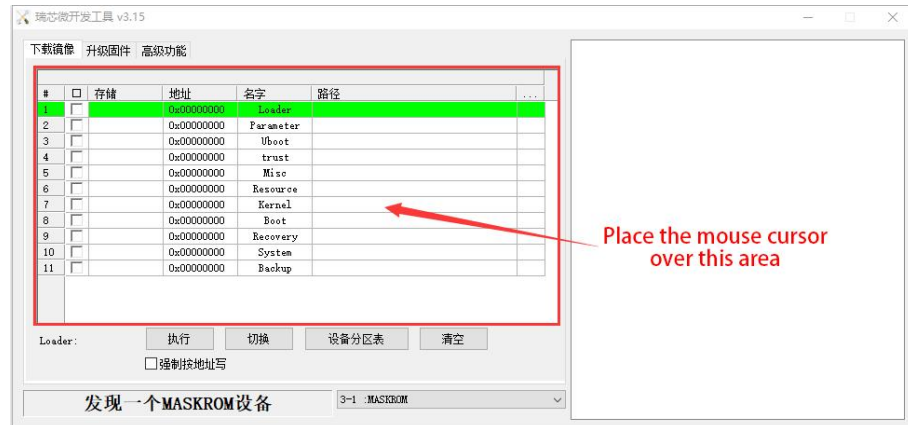 瑞芯微开发工具 v3.15
下载镜像 升级固件 高级功能
# 存储 地址 名字 路径 ...
1 0x00000000 Loader
2 0x00000000 Parameter
3 0x00000000 Uboot
4 0x00000000 trust
5 0x00000000 Misc
6 0x00000000 Resource
7 0x00000000 Kernel
8 0x00000000 Boot
9 0x00000000 Recovery
10 0x00000000 System
11 0x00000000 Backup
Place the mouse cursor
over this area
Loader: 执行 切换 设备分区表 清空
强制按地址写
发现一个MASKROM设备 3-1 :MASKROM